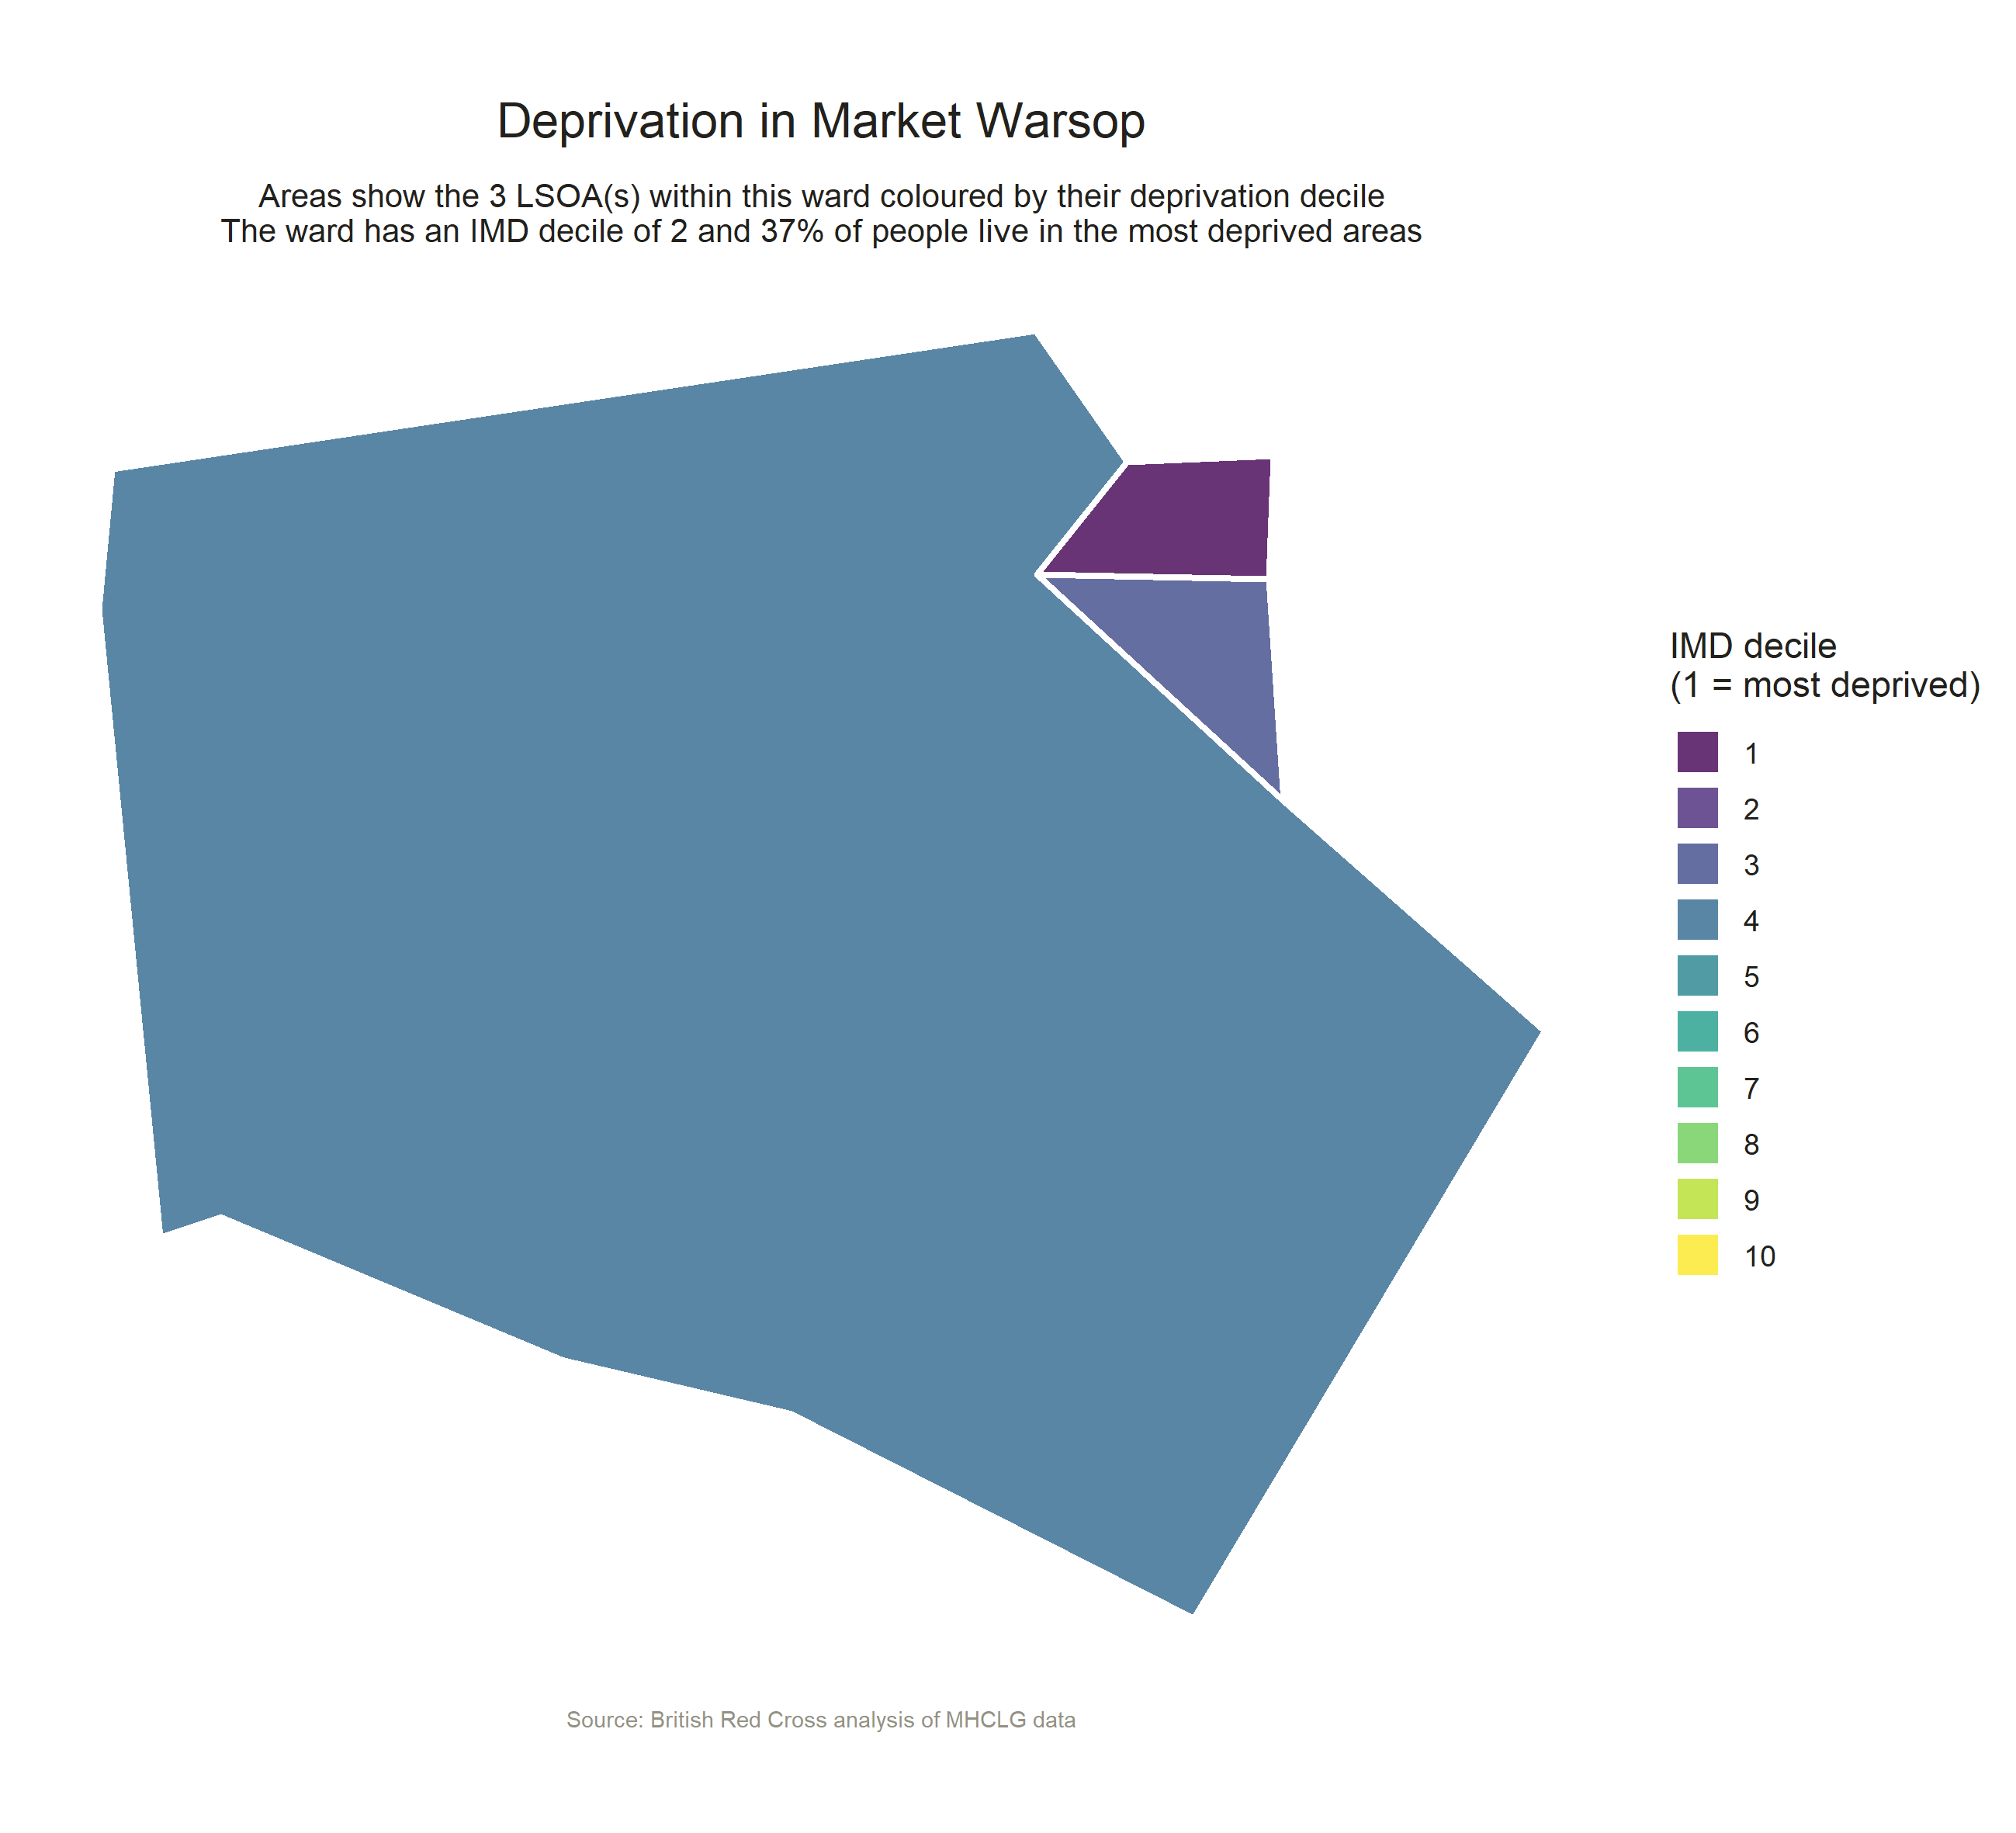 Deprivation in Market Warsop
Areas show the 3 LSOA(s) within this ward coloured by their deprivation decile
The ward has an IMD decile of 2 and 37% of people live in the most deprived areas
IMD decile
(1 = most deprived)
1
2
3
4
5
6
7
8
9
10
Source: British Red Cross analysis of MHCLG data